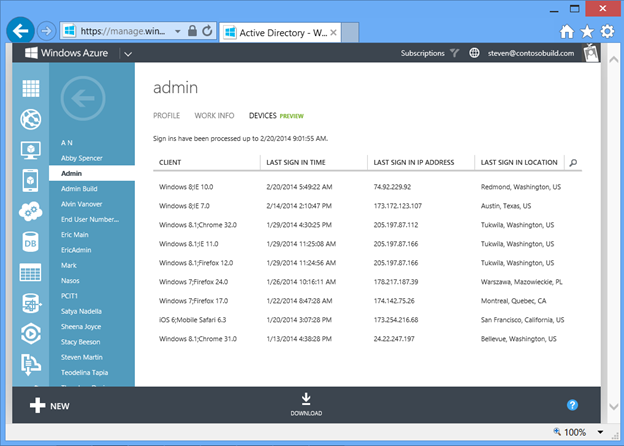 https://manage.win...
Active Directory - W...
Windows Azure
Subscriptions
steven@contosobuild.com
A N
Abby Spencer
Admin
Admin Build
Alvin Vanover
End User Number...
Eric Main
EricAdmin
Mark
Nasos
PCIT1
Satya Nadella
Sheena Joyce
Stacy Beeson
Steven Martin
Teodelina Tapia
DB
admin
PROFILE WORK INFO DEVICES PREVIEW
Sign ins have been processed up to 2/20/2014 9:01:55 AM.
CLIENT LAST SIGN IN TIME LAST SIGN IN IP ADDRESS LAST SIGN IN LOCATION
Windows 8;IE 10.0 2/20/2014 5:49:22 AM 74.92.229.92 Redmond, Washington, US
Windows 8;IE 7.0 2/14/2014 2:10:47 PM 173.172.123.107 Austin, Texas, US
Windows 8.1;Chrome 32.0 1/29/2014 4:30:25 PM 205.197.87.112 Tukwila, Washington, US
Windows 8.1;IE 11.0 1/29/2014 11:25:08 AM 205.197.87.166 Tukwila, Washington, US
Windows 8.1;Firefox 12.0 1/29/2014 11:24:56 AM 205.197.87.166 Tukwila, Washington, US
Windows 7;Firefox 24.0 1/26/2014 10:16:11 AM 178.217.187.39 Warszawa, Mazowieckie, PL
Windows 7;Firefox 17.0 1/22/2014 8:47:28 AM 174.142.75.26 Montreal, Quebec, CA
IOS 6;Mobile Safari 6.3 1/20/2014 3:07:28 PM 173.254.216.68 San Francisco, California, US
Windows 8.1;Chrome 31.0 1/13/2014 4:38:28 PM 24.22.247.197 Bellevue, Washington, US
NEW
DOWNLOAD
?
100%